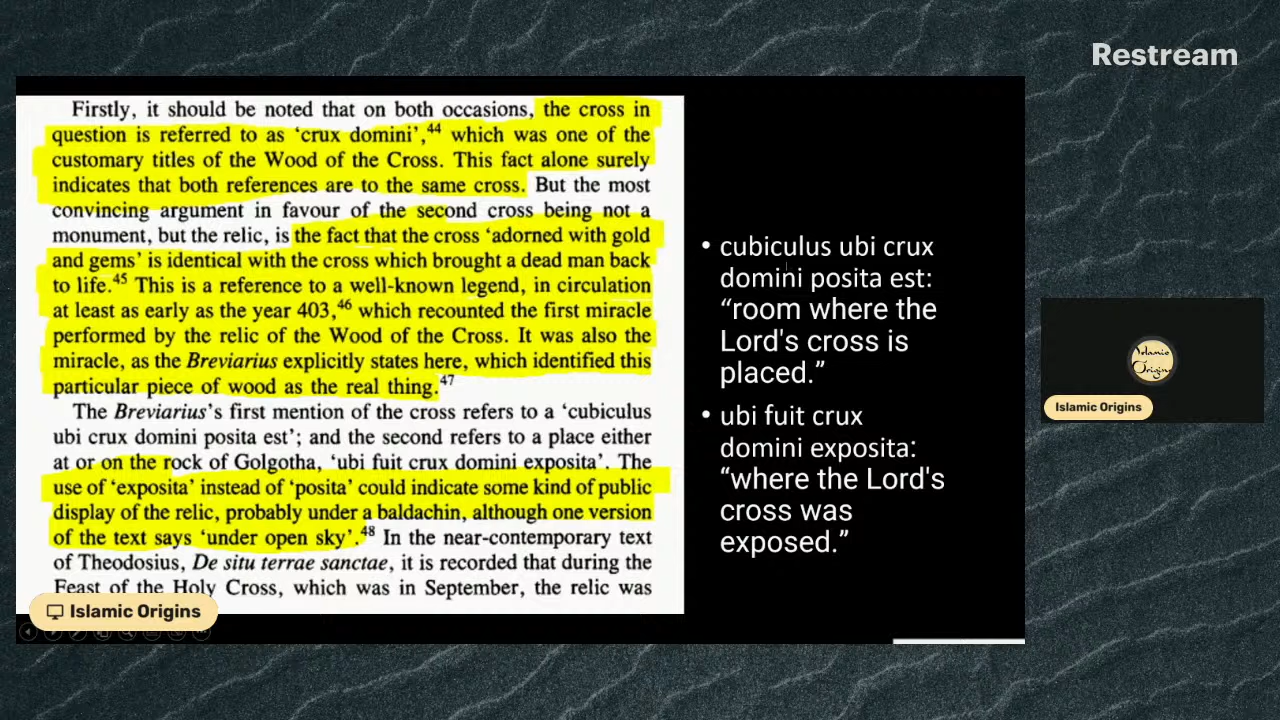 Restream
Firstly, it should be noted that on both occasions, the cross in
question is referred to as ‘crux domini’,44 which was one of the
customary titles of the Wood of the Cross. This fact alone surely
indicates that both references are to the same cross. But the most
convincing argument in favour of the second cross being not a
monument, but the relic, is the fact that the cross ‘adorned with gold
and gems’ is identical with the cross which brought a dead man back
to life.45 This is a reference to a well-known legend, in circulation
at least as early as the year 403,46 which recounted the first miracle
performed by the relic of the Wood of the Cross. It was also the
miracle, as the Breviarius explicitly states here, which identified this
particular piece of wood as the real thing.47
The Breviarius’s first mention of the cross refers to a ‘cubiculus
ubi crux domini posita est’; and the second refers to a place either
at or on the rock of Golgotha, ‘ubi fuit crux domini exposita’. The
use of ‘exposita’ instead of ‘posita’ could indicate some kind of public
display of the relic, probably under a baldachin, although one version
of the text says ‘under open sky’.48 In the near-contemporary text
of Theodosius, De situ terrae sanctae, it is recorded that during the
Feast of the Holy Cross, which was in September, the relic was
• cubiculus ubi crux
domini posita est:
“room where the
Lord's cross is
placed.”
• ubi fuit crux
domini exposita:
“where the Lord's
cross was
exposed.”
Islamic
Origins
Islamic Origins
Islamic Origins